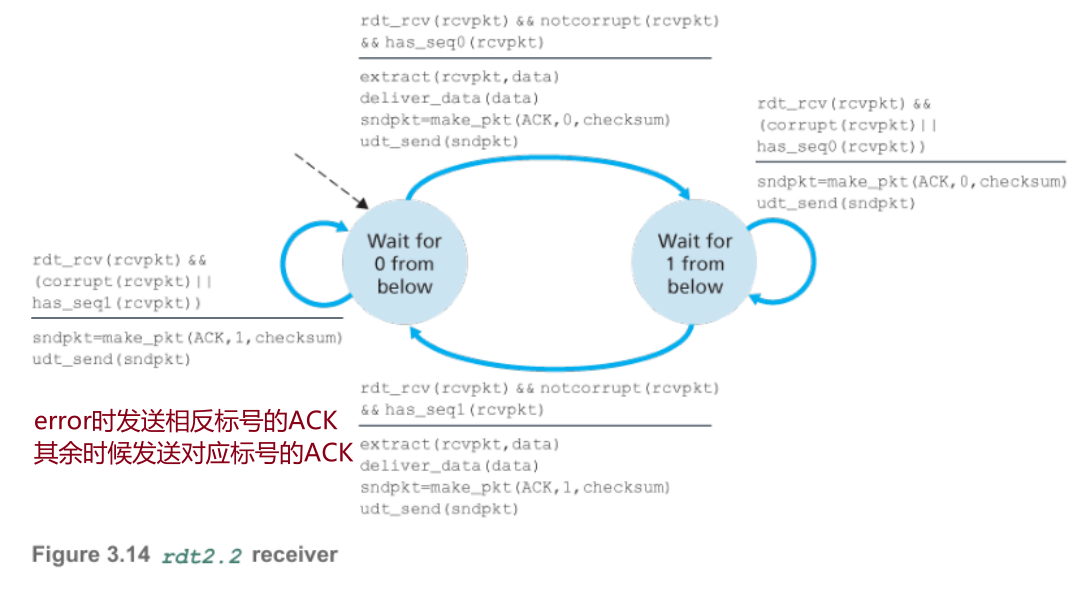 rdt_rcv(rcvpkt) && notcorrupt(rcvpkt)
&& has_seq0(rcvpkt)
extract(rcvpkt,data)
deliver_data(data)
sndpkt=make_pkt(ACK,0,checksum)
udt_send(sndpkt)
rdt_rcv(rcvpkt) &&
(corrupt(rcvpkt)||
has_seq0(rcvpkt))
sndpkt=make_pkt(ACK,0,checksum)
udt_send(sndpkt)
Wait for
0 from
below
Wait for
1 from
below
rdt_rcv(rcvpkt) &&
(corrupt(rcvpkt)||
has_seq1(rcvpkt))
sndpkt=make_pkt(ACK,1,checksum)
udt_send(sndpkt)
rdt_rcv(rcvpkt) && notcorrupt(rcvpkt)
&& has_seq1(rcvpkt)
extract(rcvpkt,data)
deliver_data(data)
sndpkt=make_pkt(ACK,1,checksum)
udt_send(sndpkt)
error时发送相反标号的ACK
其余时候发送对应标号的ACK
Figure 3.14 rdt2.2 receiver